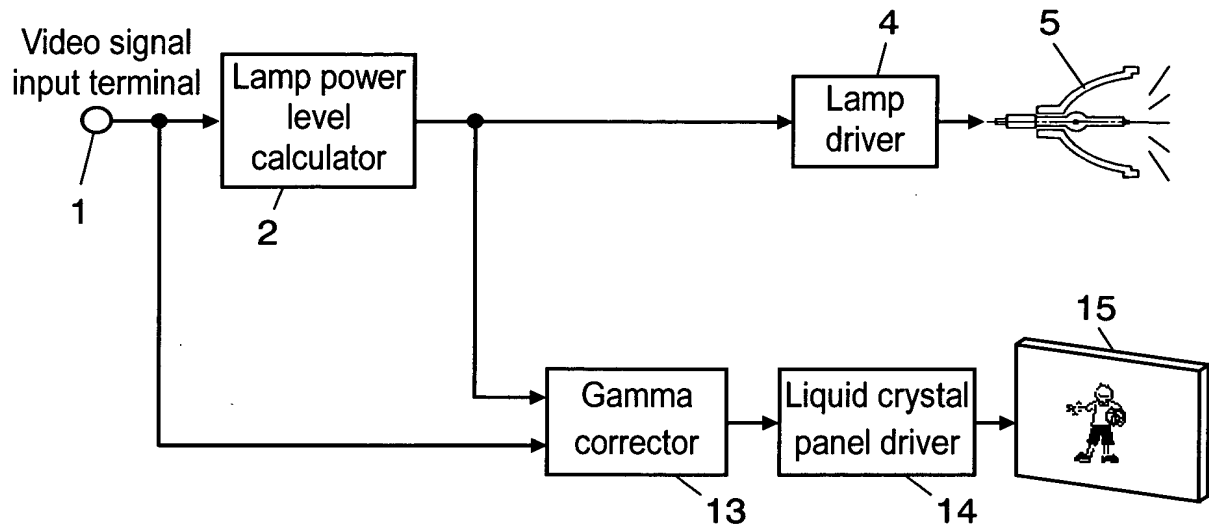 Video signal
input terminal
1
Lamp power
level
calculator
2
4
Lamp
driver
5
Gamma
corrector
13
Liquid crystal
panel driver
14
15